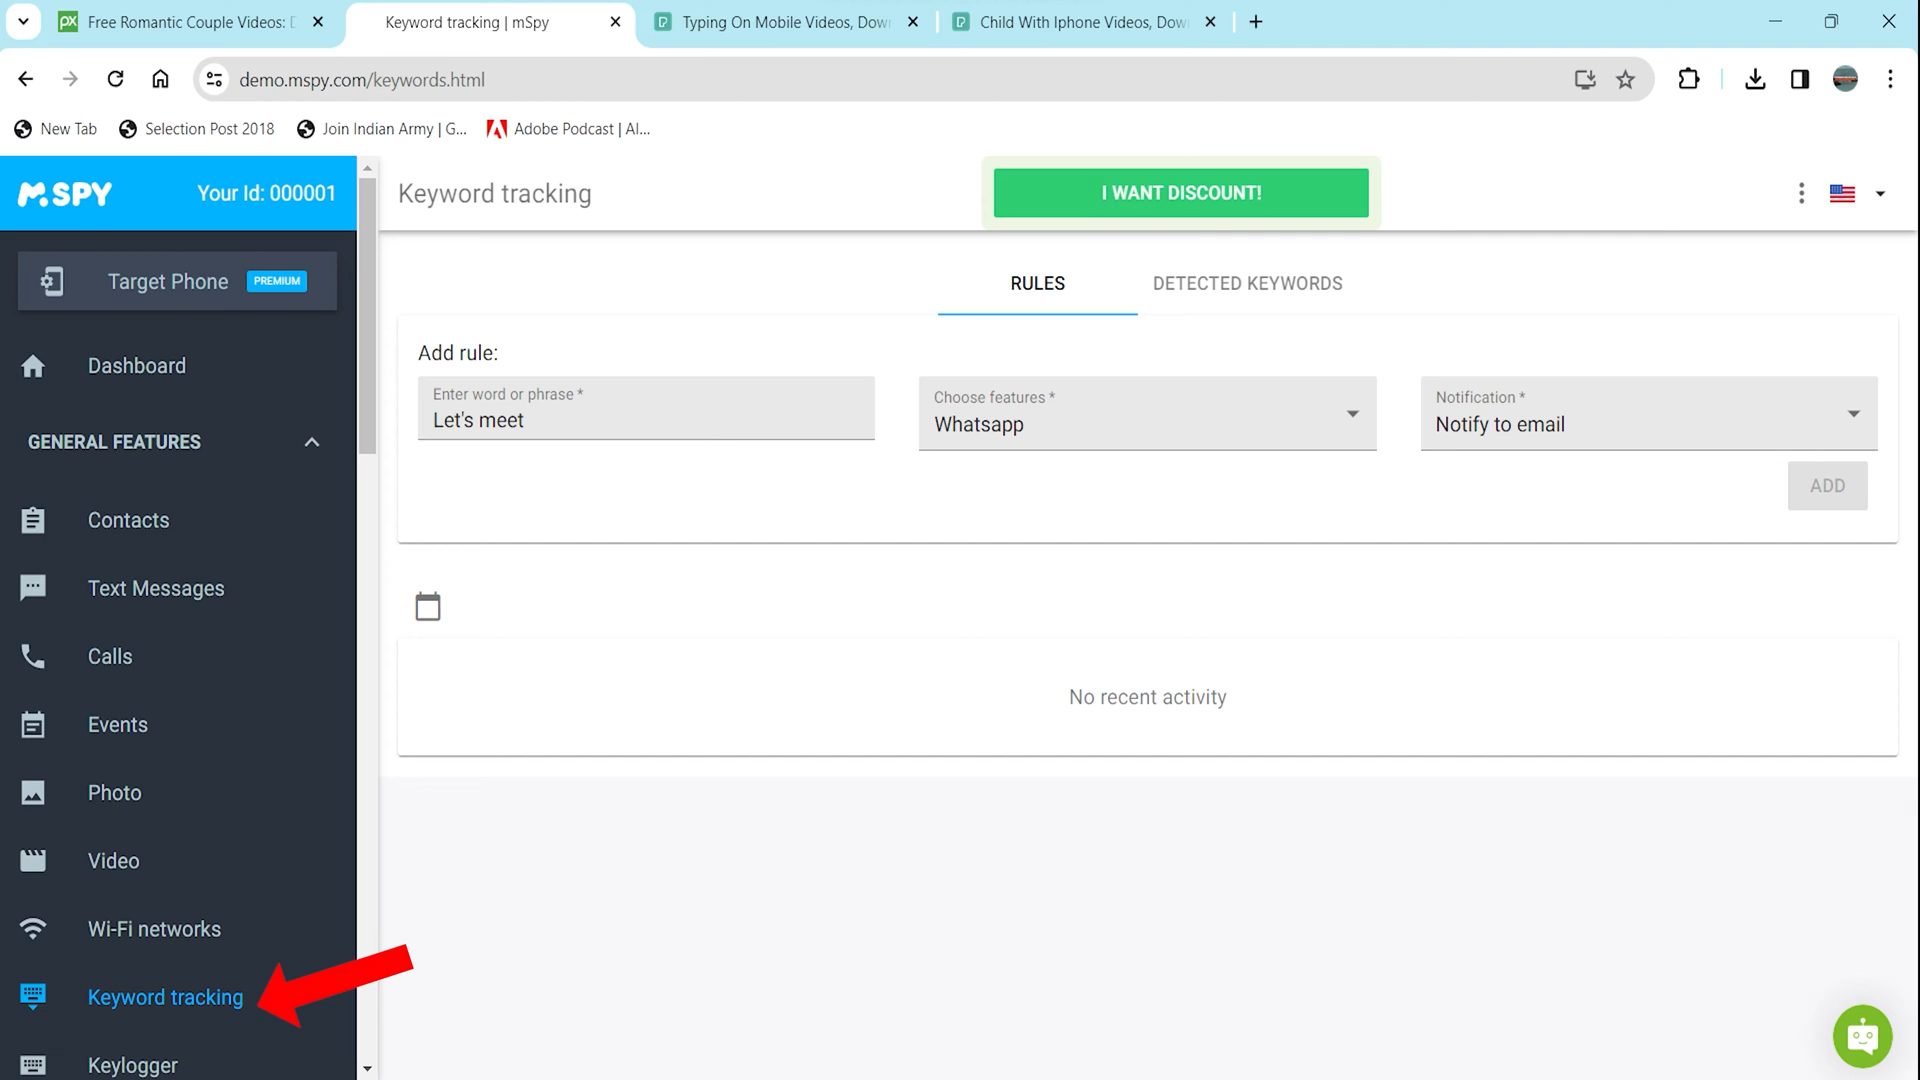 Free Romantic Couple Videos: D
Keyword tracking | mSpy
Typing On Mobile Videos, Dow
Child With Iphone Videos, Dow
demo.mspy.com/keywords.html
New Tab
Selection Post 2018
Join Indian Army | G...
Adobe Podcast | AI...
mSPY
Your Id: 000001
Keyword tracking
I WANT DISCOUNT!
Target Phone
PREMIUM
RULES
DETECTED KEYWORDS
Add rule:
Enter word or phrase *
Let's meet
Choose features *
Whatsapp
Notification *
Notify to email
ADD
Dashboard
GENERAL FEATURES
Contacts
Text Messages
Calls
Events
Photo
Video
Wi-Fi networks
Keyword tracking
Keylogger
No recent activity